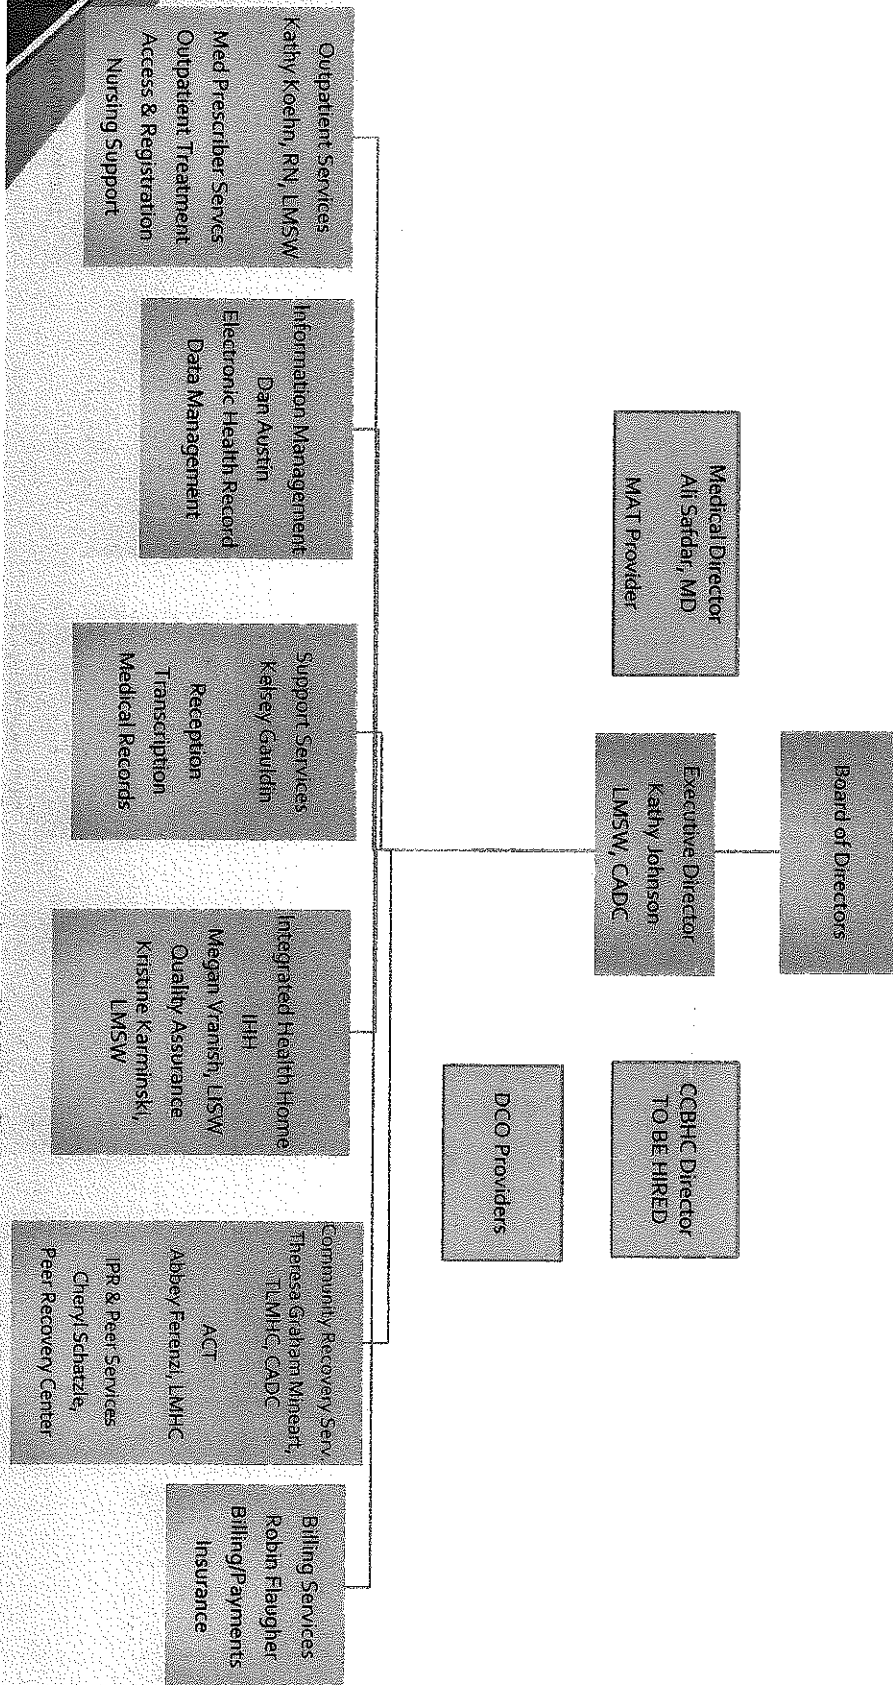 Board of Directors
Medical Director
Ali Safdar, MD
MAT Provider
Executive Director
Kathy Johnson
LMSW, CADC
CCBHC Director
TO BE HIRED
DCO Providers
Outpatient Services
Kathy Koehn, RN, LMSW
Med Prescriber Serves
Outpatient Treatment
Access & Registration
Nursing Support
Information Management
Dan Austin
Electronic Health Record
Data Management
Support Services
Kelsey Gauldin
Reception
Transcription
Medical Records
Integrated Health Home
IHH
Megan Vranish, LISW
Quality Assurance
Kristine Karminski,
LMSW
Community Recovery Serv.
Theresa Graham Mineart,
TLMHC, CADC
ACT
Abbey Ferenzi, LMHC
IPR & Peer Services
Cheryl Schatzle,
Peer Recovery Center
Billing Services
Robin Flaugher
Billing/Payments
Insurance